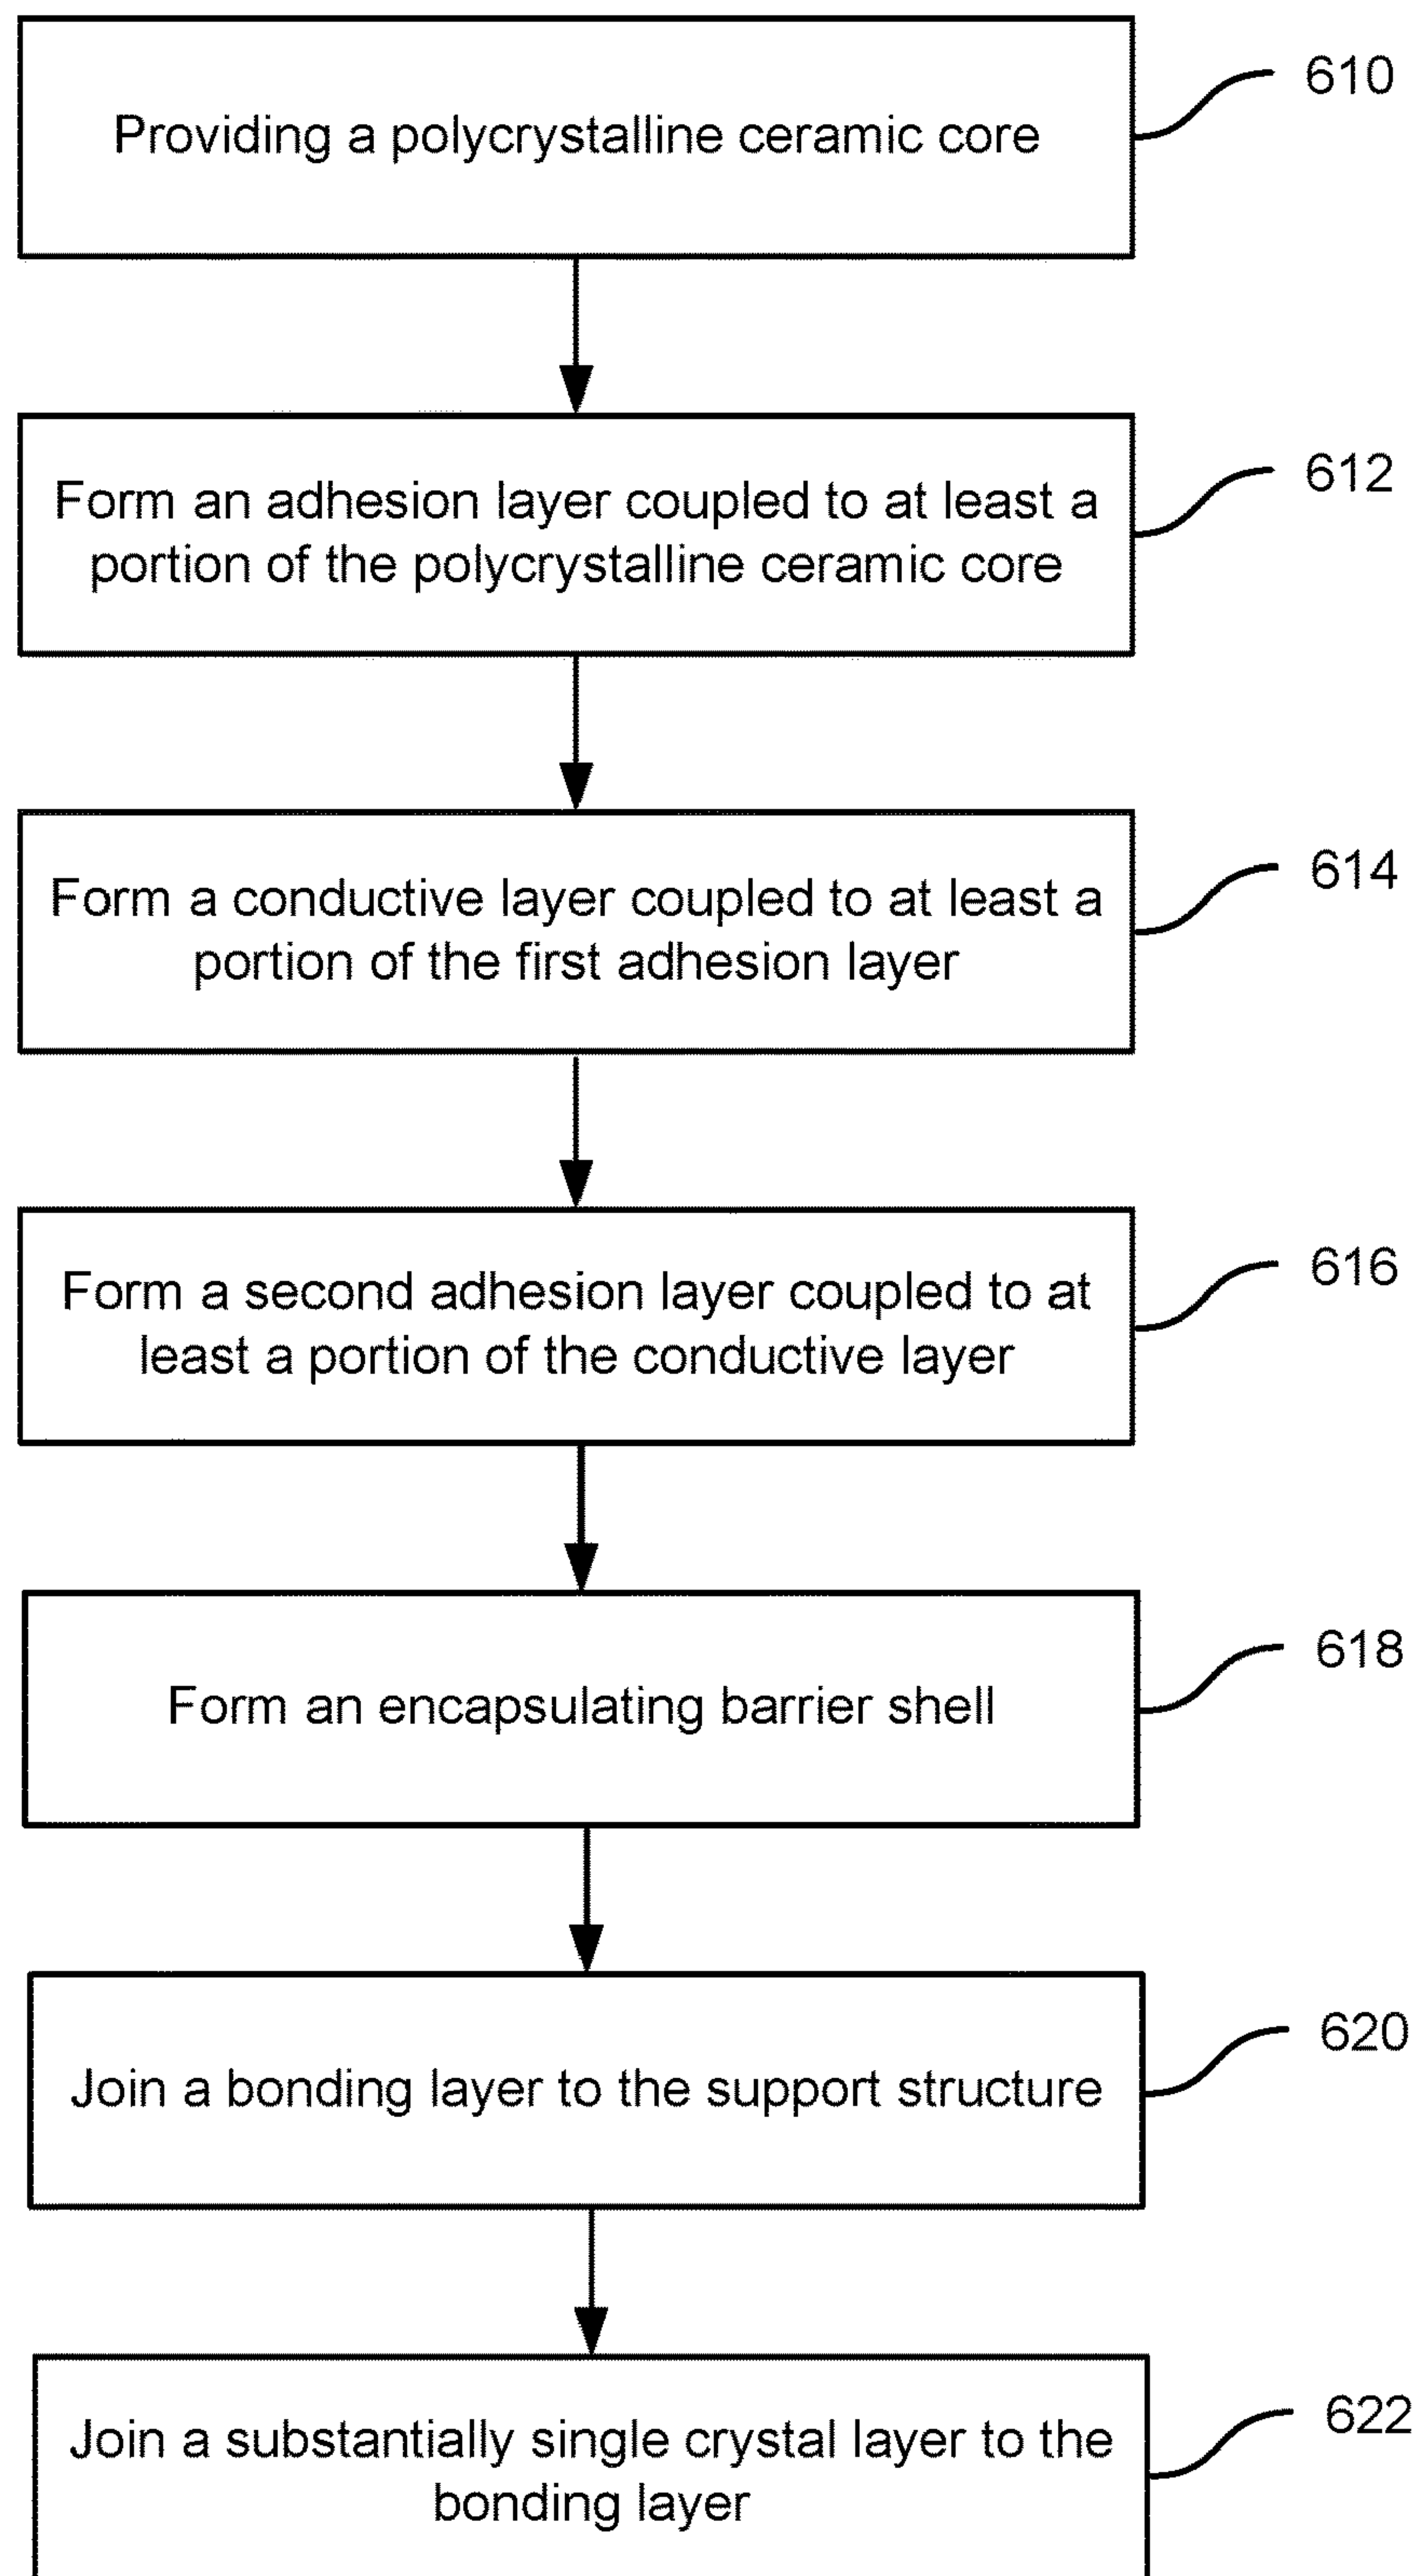 Providing a polycrystalline ceramic core
610
Form an adhesion layer coupled to at least a
portion of the polycrystalline ceramic core
612
Form a conductive layer coupled to at least a
portion of the first adhesion layer
614
Form a second adhesion layer coupled to at
least a portion of the conductive layer
616
Form an encapsulating barrier shell
618
Join a bonding layer to the support structure
620
Join a substantially single crystal layer to the
bonding layer
622